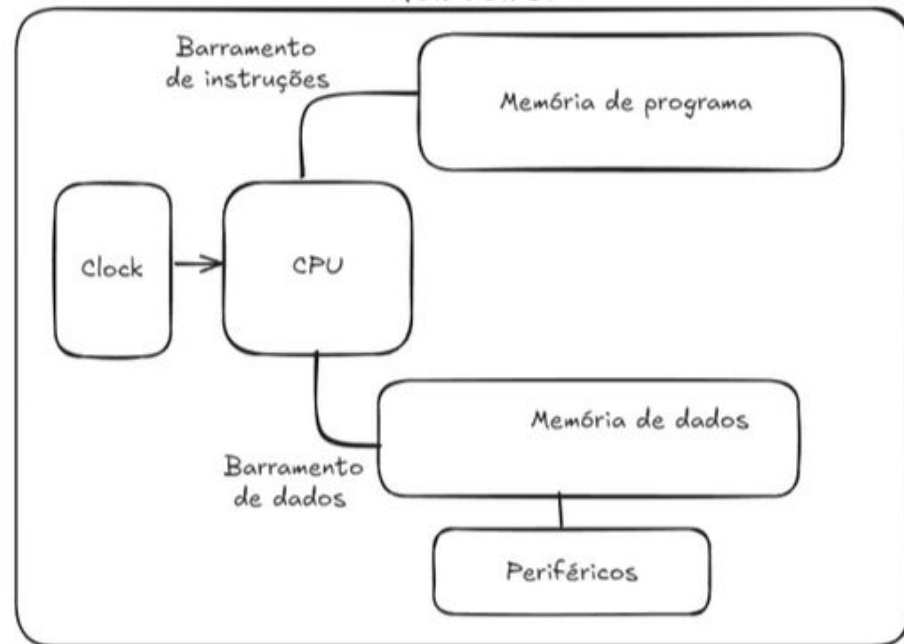 Barramento
de instruções
Memória de programa
Clock
CPU
Memória de dados
Barramento
de dados
Periféricos